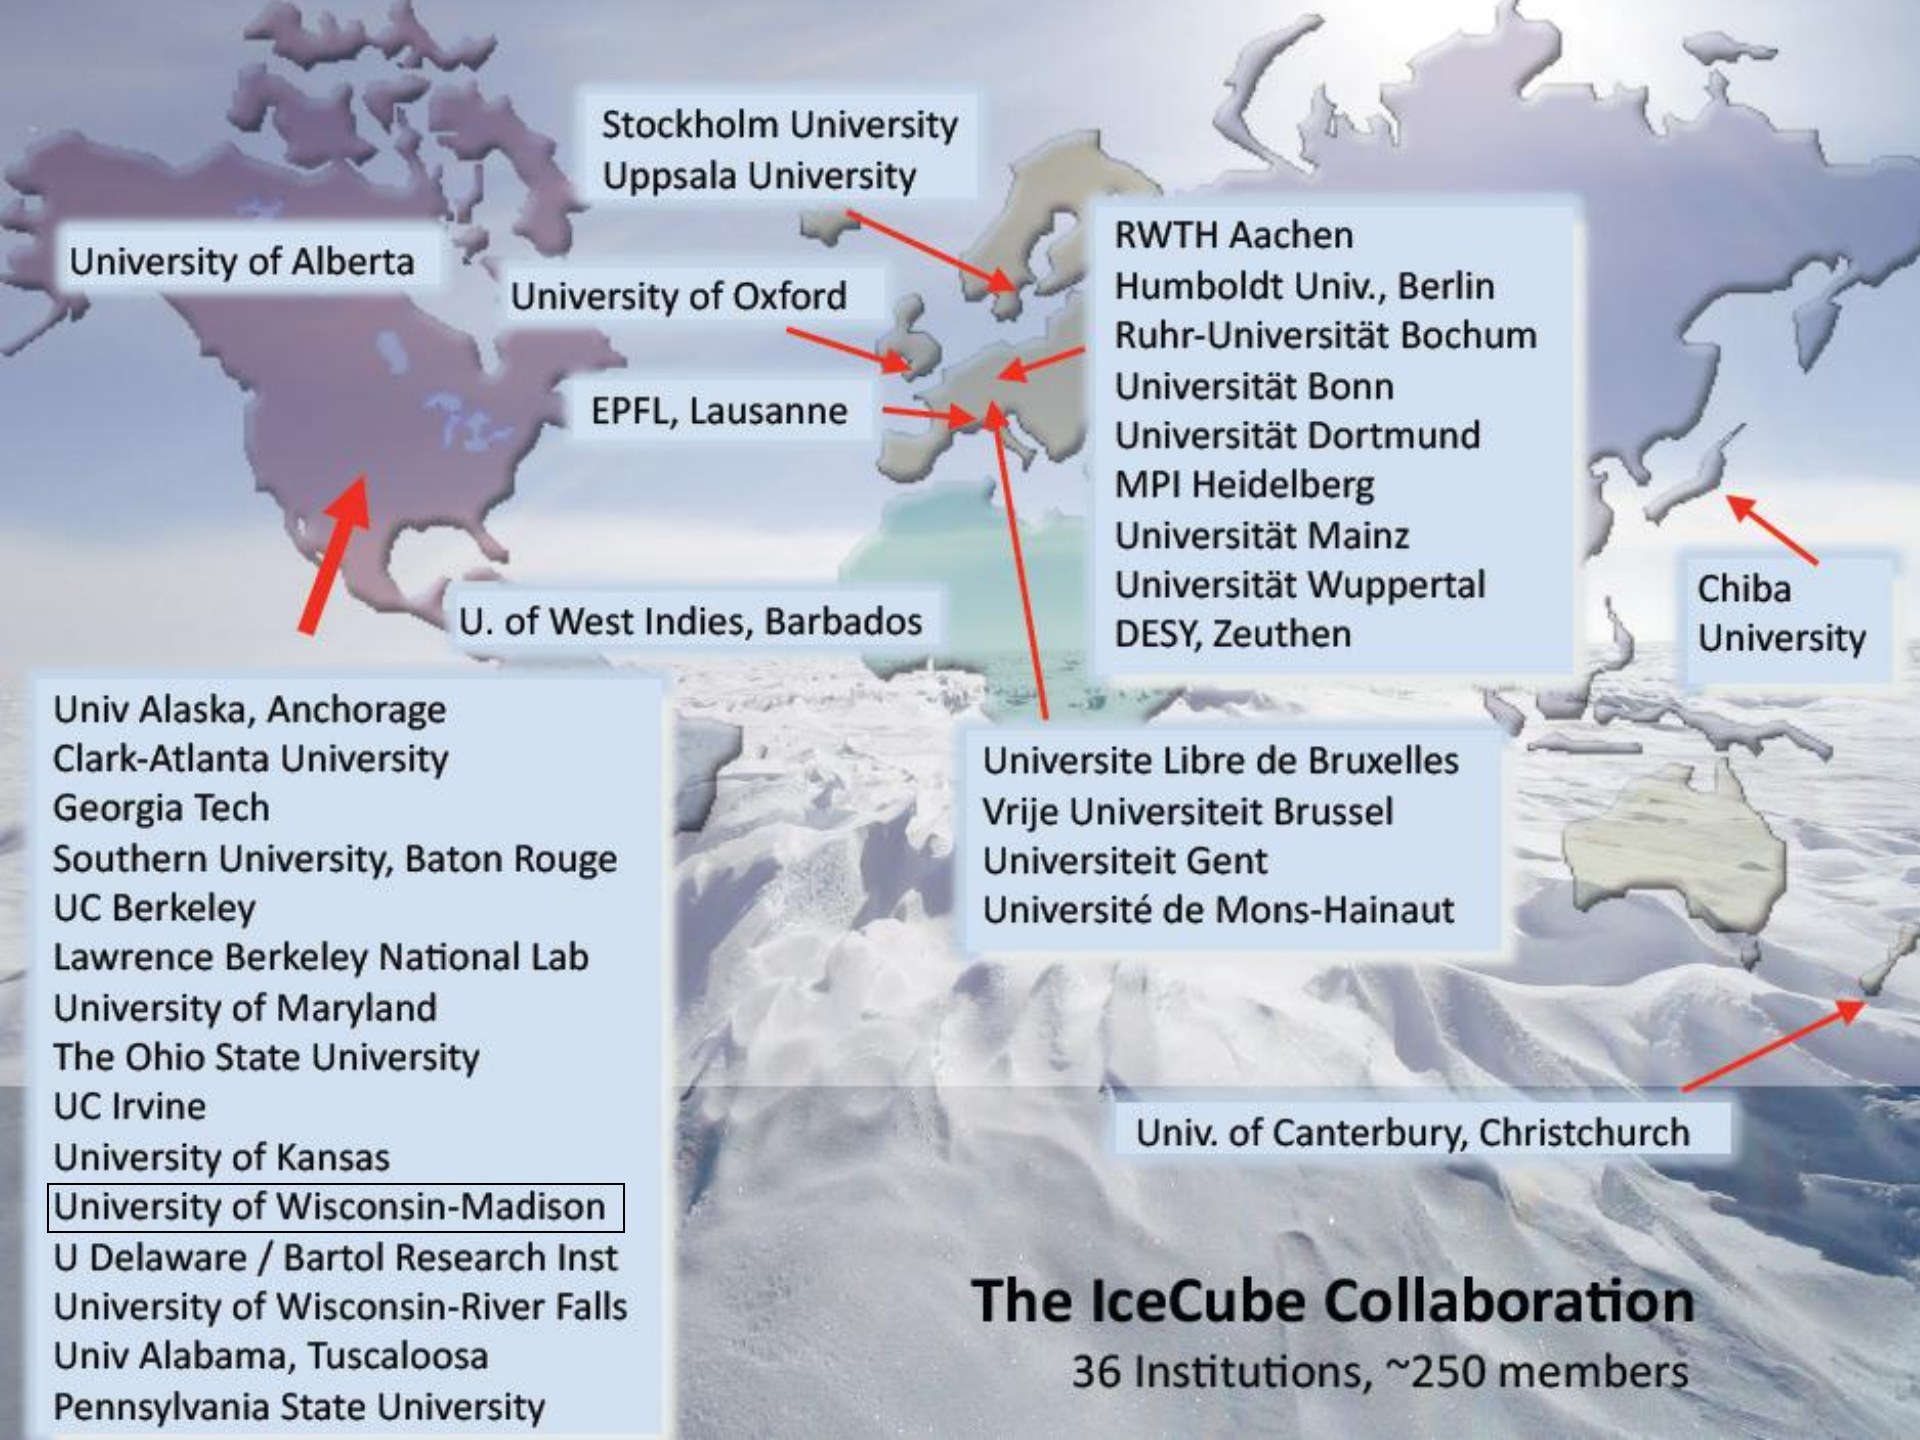 Stockholm University
Uppsala University
University of Alberta
University of Oxford
EPFL, Lausanne
RWTH Aachen
Humboldt Univ., Berlin
Ruhr-Universität Bochum
Universität Bonn
Universität Dortmund
MPI Heidelberg
Universität Mainz
Universität Wuppertal
DESY, Zeuthen
Chiba
University
U. of West Indies, Barbados
Univ Alaska, Anchorage
Clark-Atlanta University
Georgia Tech
Southern University, Baton Rouge
UC Berkeley
Lawrence Berkeley National Lab
University of Maryland
The Ohio State University
UC Irvine
University of Kansas
University of Wisconsin-Madison
U Delaware / Bartol Research Inst
University of Wisconsin-River Falls
Univ Alabama, Tuscaloosa
Pennsylvania State University
Universite Libre de Bruxelles
Vrije Universiteit Brussel
Universiteit Gent
Université de Mons-Hainaut
Univ. of Canterbury, Christchurch
The IceCube Collaboration
36 Institutions, ~250 members